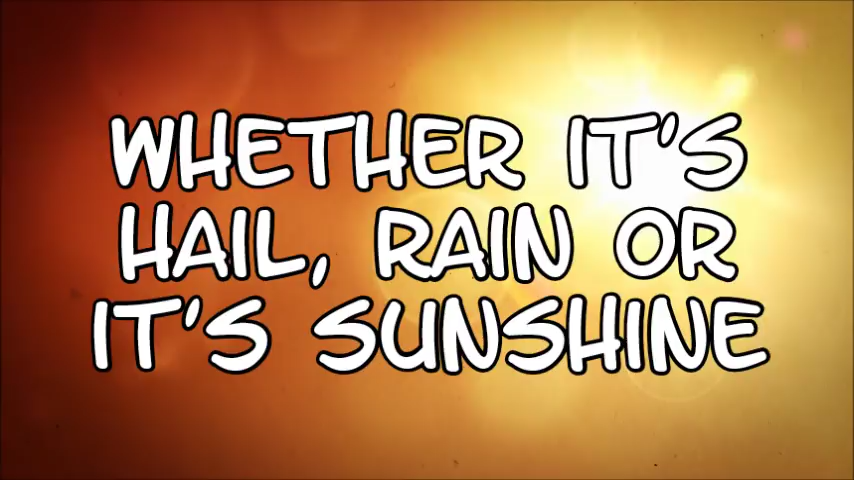 WHETHER IT'S
HAIL, RAIN OR
IT'S SUNSHINE